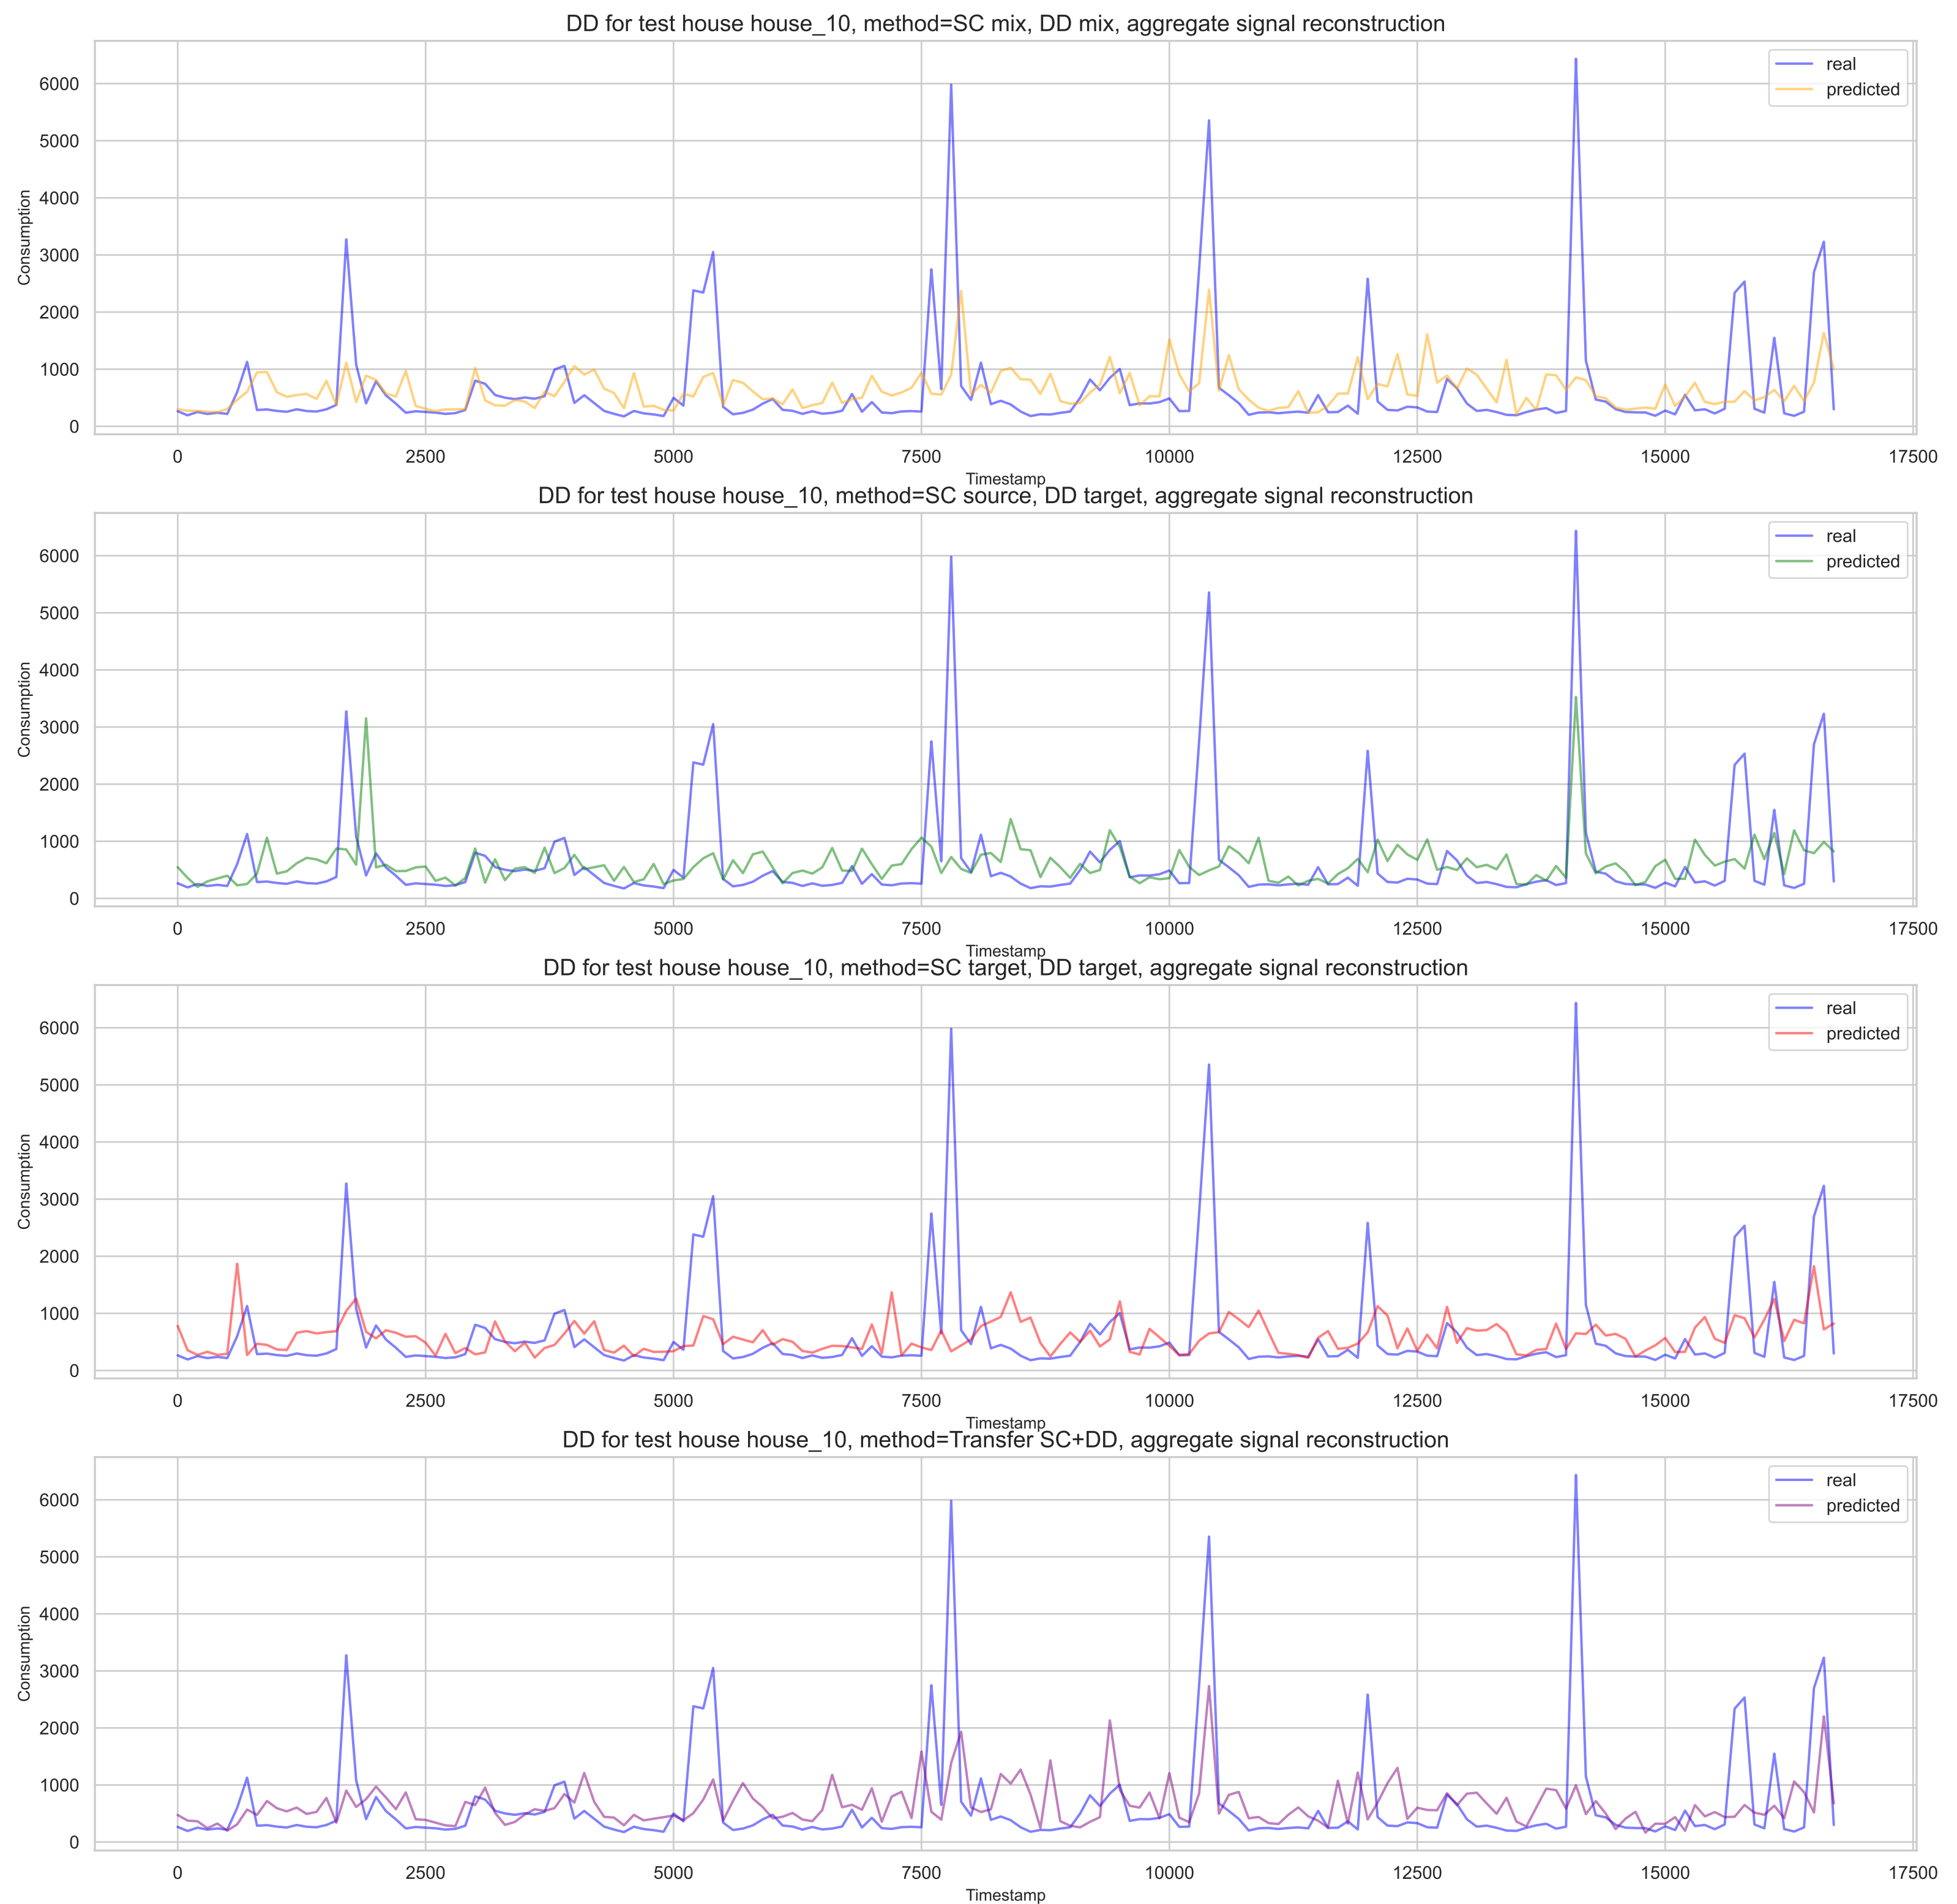 DD for test house house_10, method=SC mix, DD mix, aggregate signal reconstruction
real
predicted
6000
5000
4000
3000
2000
1000
0
Consumption
0 2500 5000 7500 10000 12500 15000 17500
Timestamp
DD for test house house_10, method=SC source, DD target, aggregate signal reconstruction
real
predicted
6000
5000
4000
3000
2000
1000
0
Consumption
0 2500 5000 7500 10000 12500 15000 17500
Timestamp
DD for test house house_10, method=SC target, DD target, aggregate signal reconstruction
real
predicted
6000
5000
4000
3000
2000
1000
0
Consumption
0 2500 5000 7500 10000 12500 15000 17500
Timestamp
DD for test house house_10, method=Transfer SC+DD, aggregate signal reconstruction
real
predicted
6000
5000
4000
3000
2000
1000
0
Consumption
0 2500 5000 7500 10000 12500 15000 17500
Timestamp